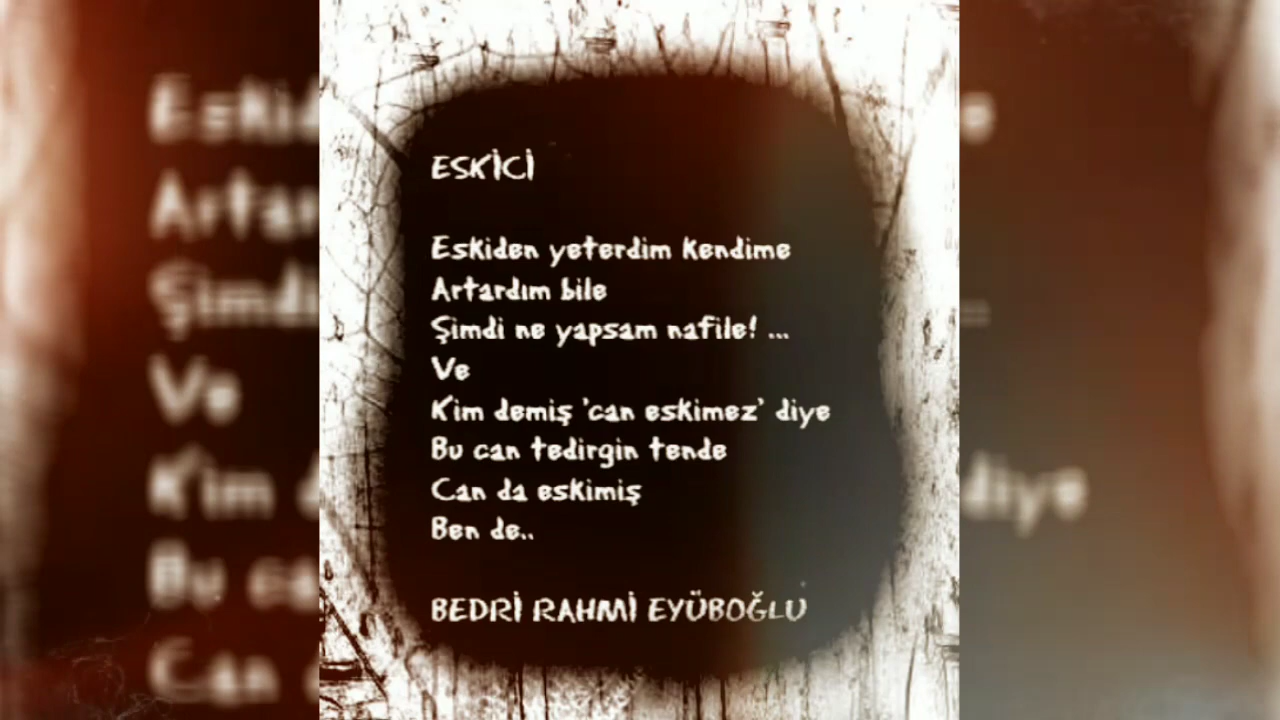 ESKİCİ
Eskiden yeterdim kendime
Artardım bile
Şimdi ne yapsam nafile! ...
Ve
Kim demiş 'can eskimez' diye
Bu can tedirgin tende
Can da eskimiş
Ben de..
BEDRİ RAHMİ EYÜBOĞLU